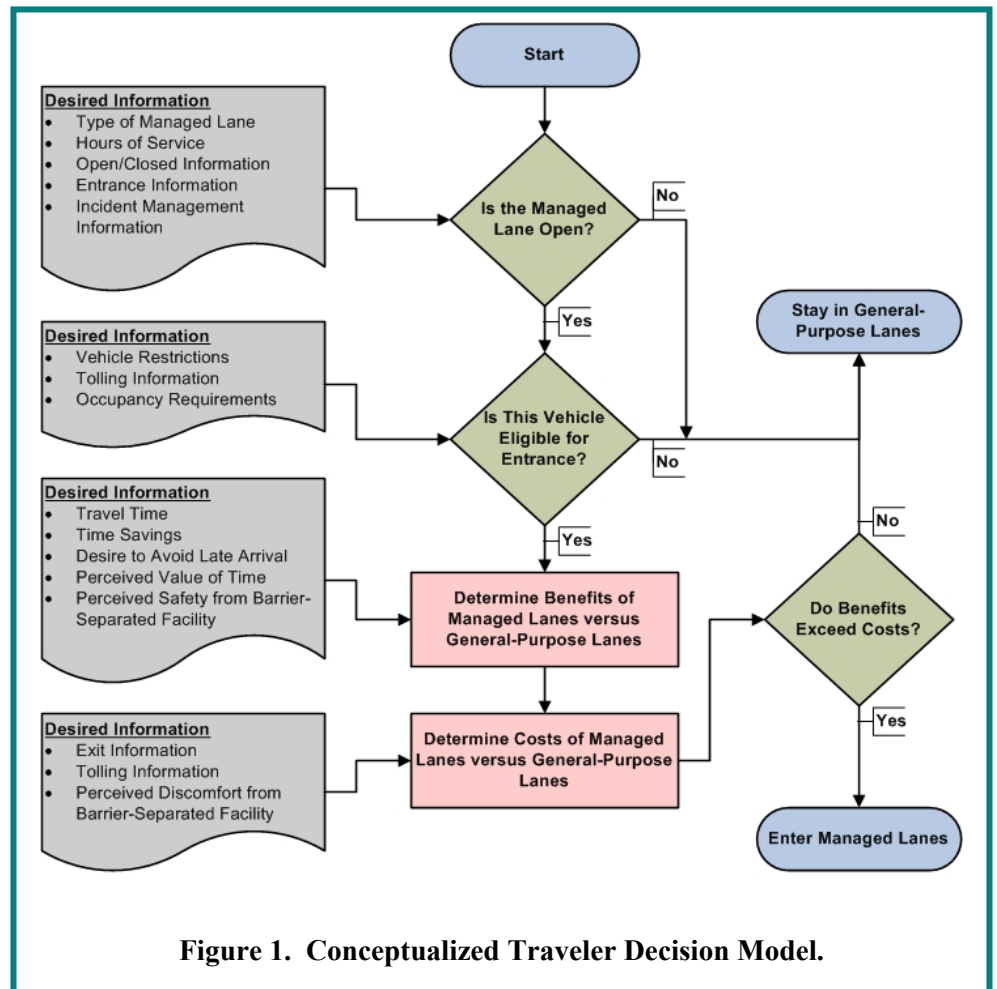 Start
Desired Information
• Type of Managed Lane
• Hours of Service
• Open/Closed Information
• Entrance Information
• Incident Management
Information
Is the Managed
Lane Open?
No
Yes
Stay in General-
Purpose Lanes
Desired Information
• Vehicle Restrictions
• Tolling Information
• Occupancy Requirements
Is This Vehicle
Eligible for
Entrance?
No
Yes
Desired Information
• Travel Time
• Time Savings
• Desire to Avoid Late Arrival
• Perceived Value of Time
• Perceived Safety from Barrier-
Separated Facility
Determine Benefits of
Managed Lanes versus
General-Purpose Lanes
No
Do Benefits
Exceed Costs?
Yes
Desired Information
• Exit Information
• Tolling Information
• Perceived Discomfort from
Barrier-Separated Facility
Determine Costs of Managed
Lanes versus General-Purpose
Lanes
Enter Managed Lanes
Figure 1. Conceptualized Traveler Decision Model.